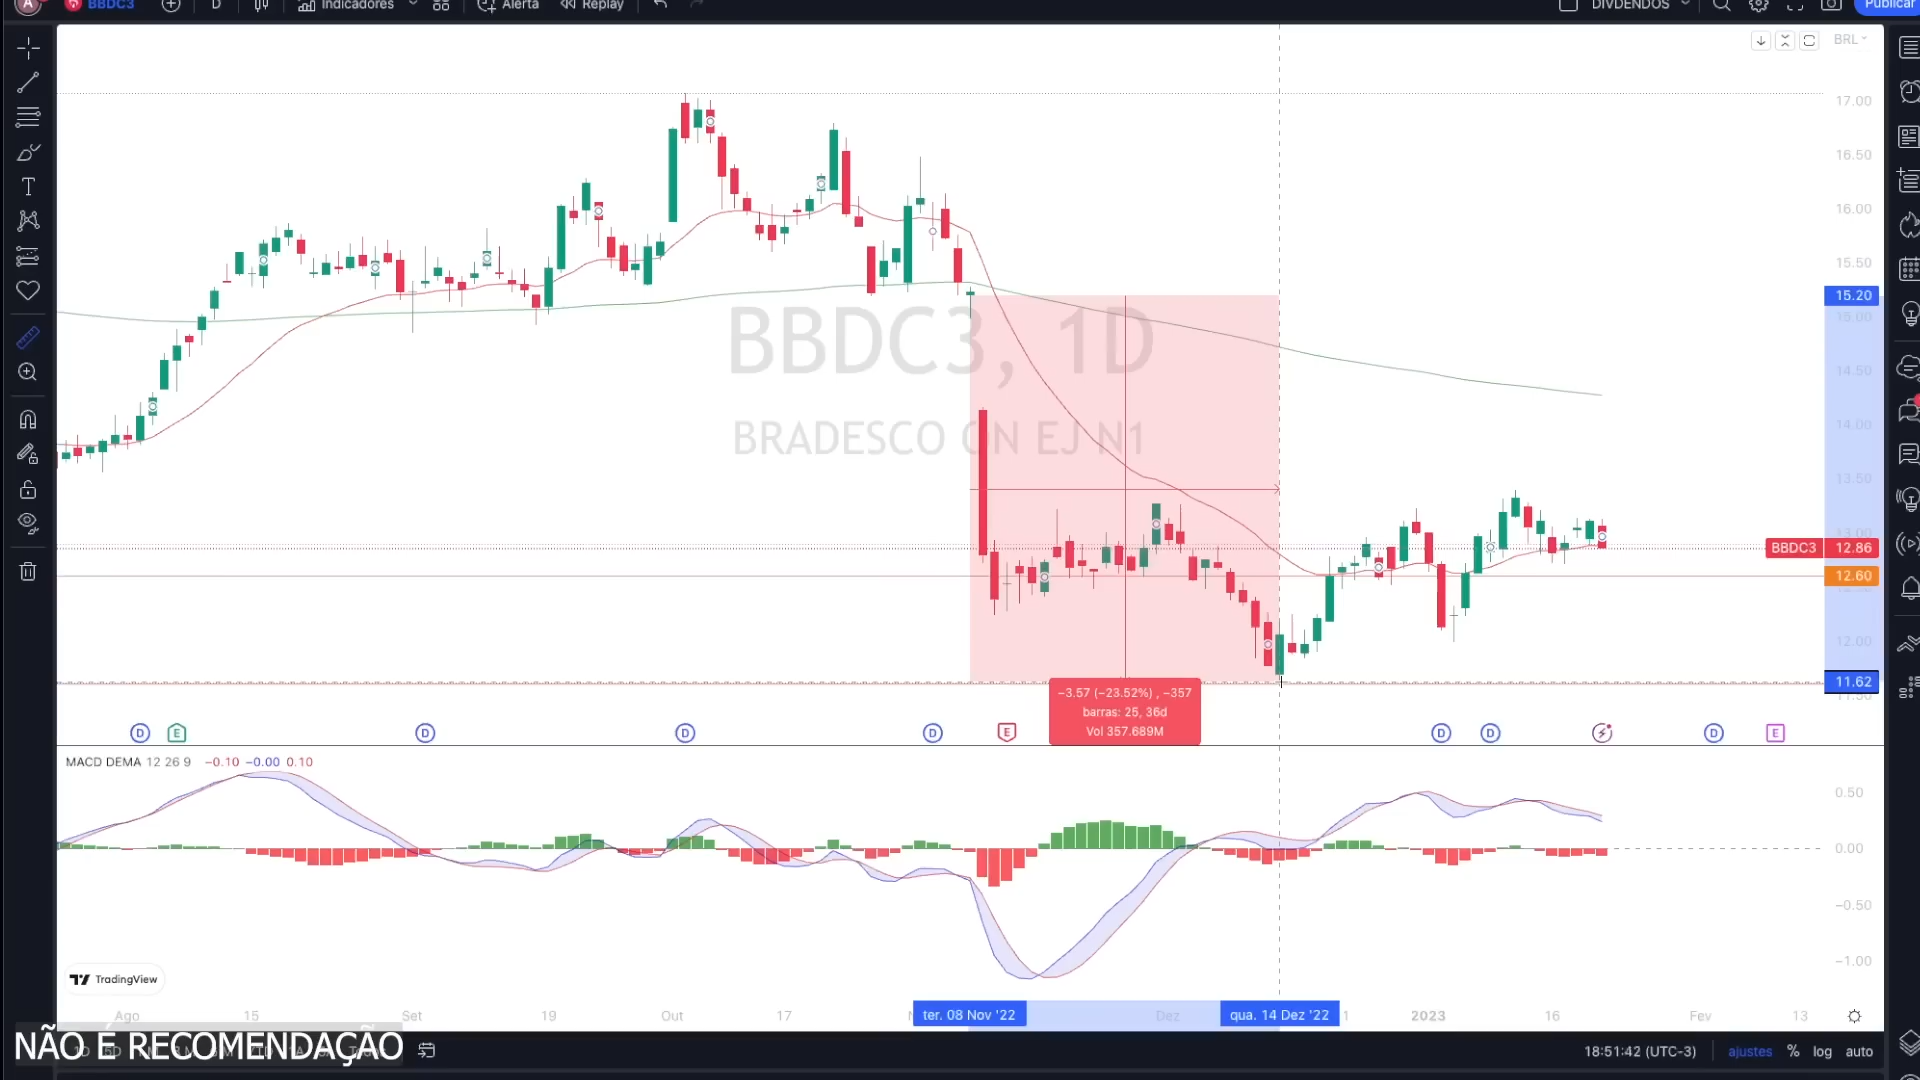 A
BBDC3
D
Indicadores
Alerta
Replay
DIVDENDOS
Publicar
BRL
17.00
16.50
16.00
15.50
15.20
15.00
14.50
14.00
13.50
13.00
BBDC3 12.86
12.60
12.00
11.62
BBDC3, 1D
BRADESCO ON EJ N1
−3.57 (−23.52%) , −357
barras: 25, 36d
Vol 357.689M
D E D D D E D D D E
MACD DEMA 12 26 9 −0.10 −0.00 0.10
0.50
0.00
−0.50
−1.00
TradingView
Ago 15 Set 19 Out 17 ter. 08 Nov '22 Dez qua. 14 Dez '22 2023 16 Fev 13
NÃO É RECOMENDAÇÃO
18:51:42 (UTC-3) ajustes % log auto